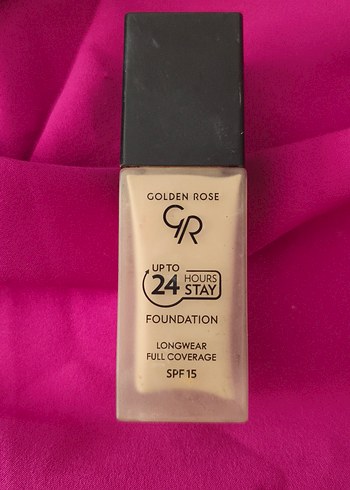 GOLDEN ROSE
GR
UP TO
24 HOURS
STAY
FOUNDATION
LONGWEAR
FULL COVERAGE
SPF 15